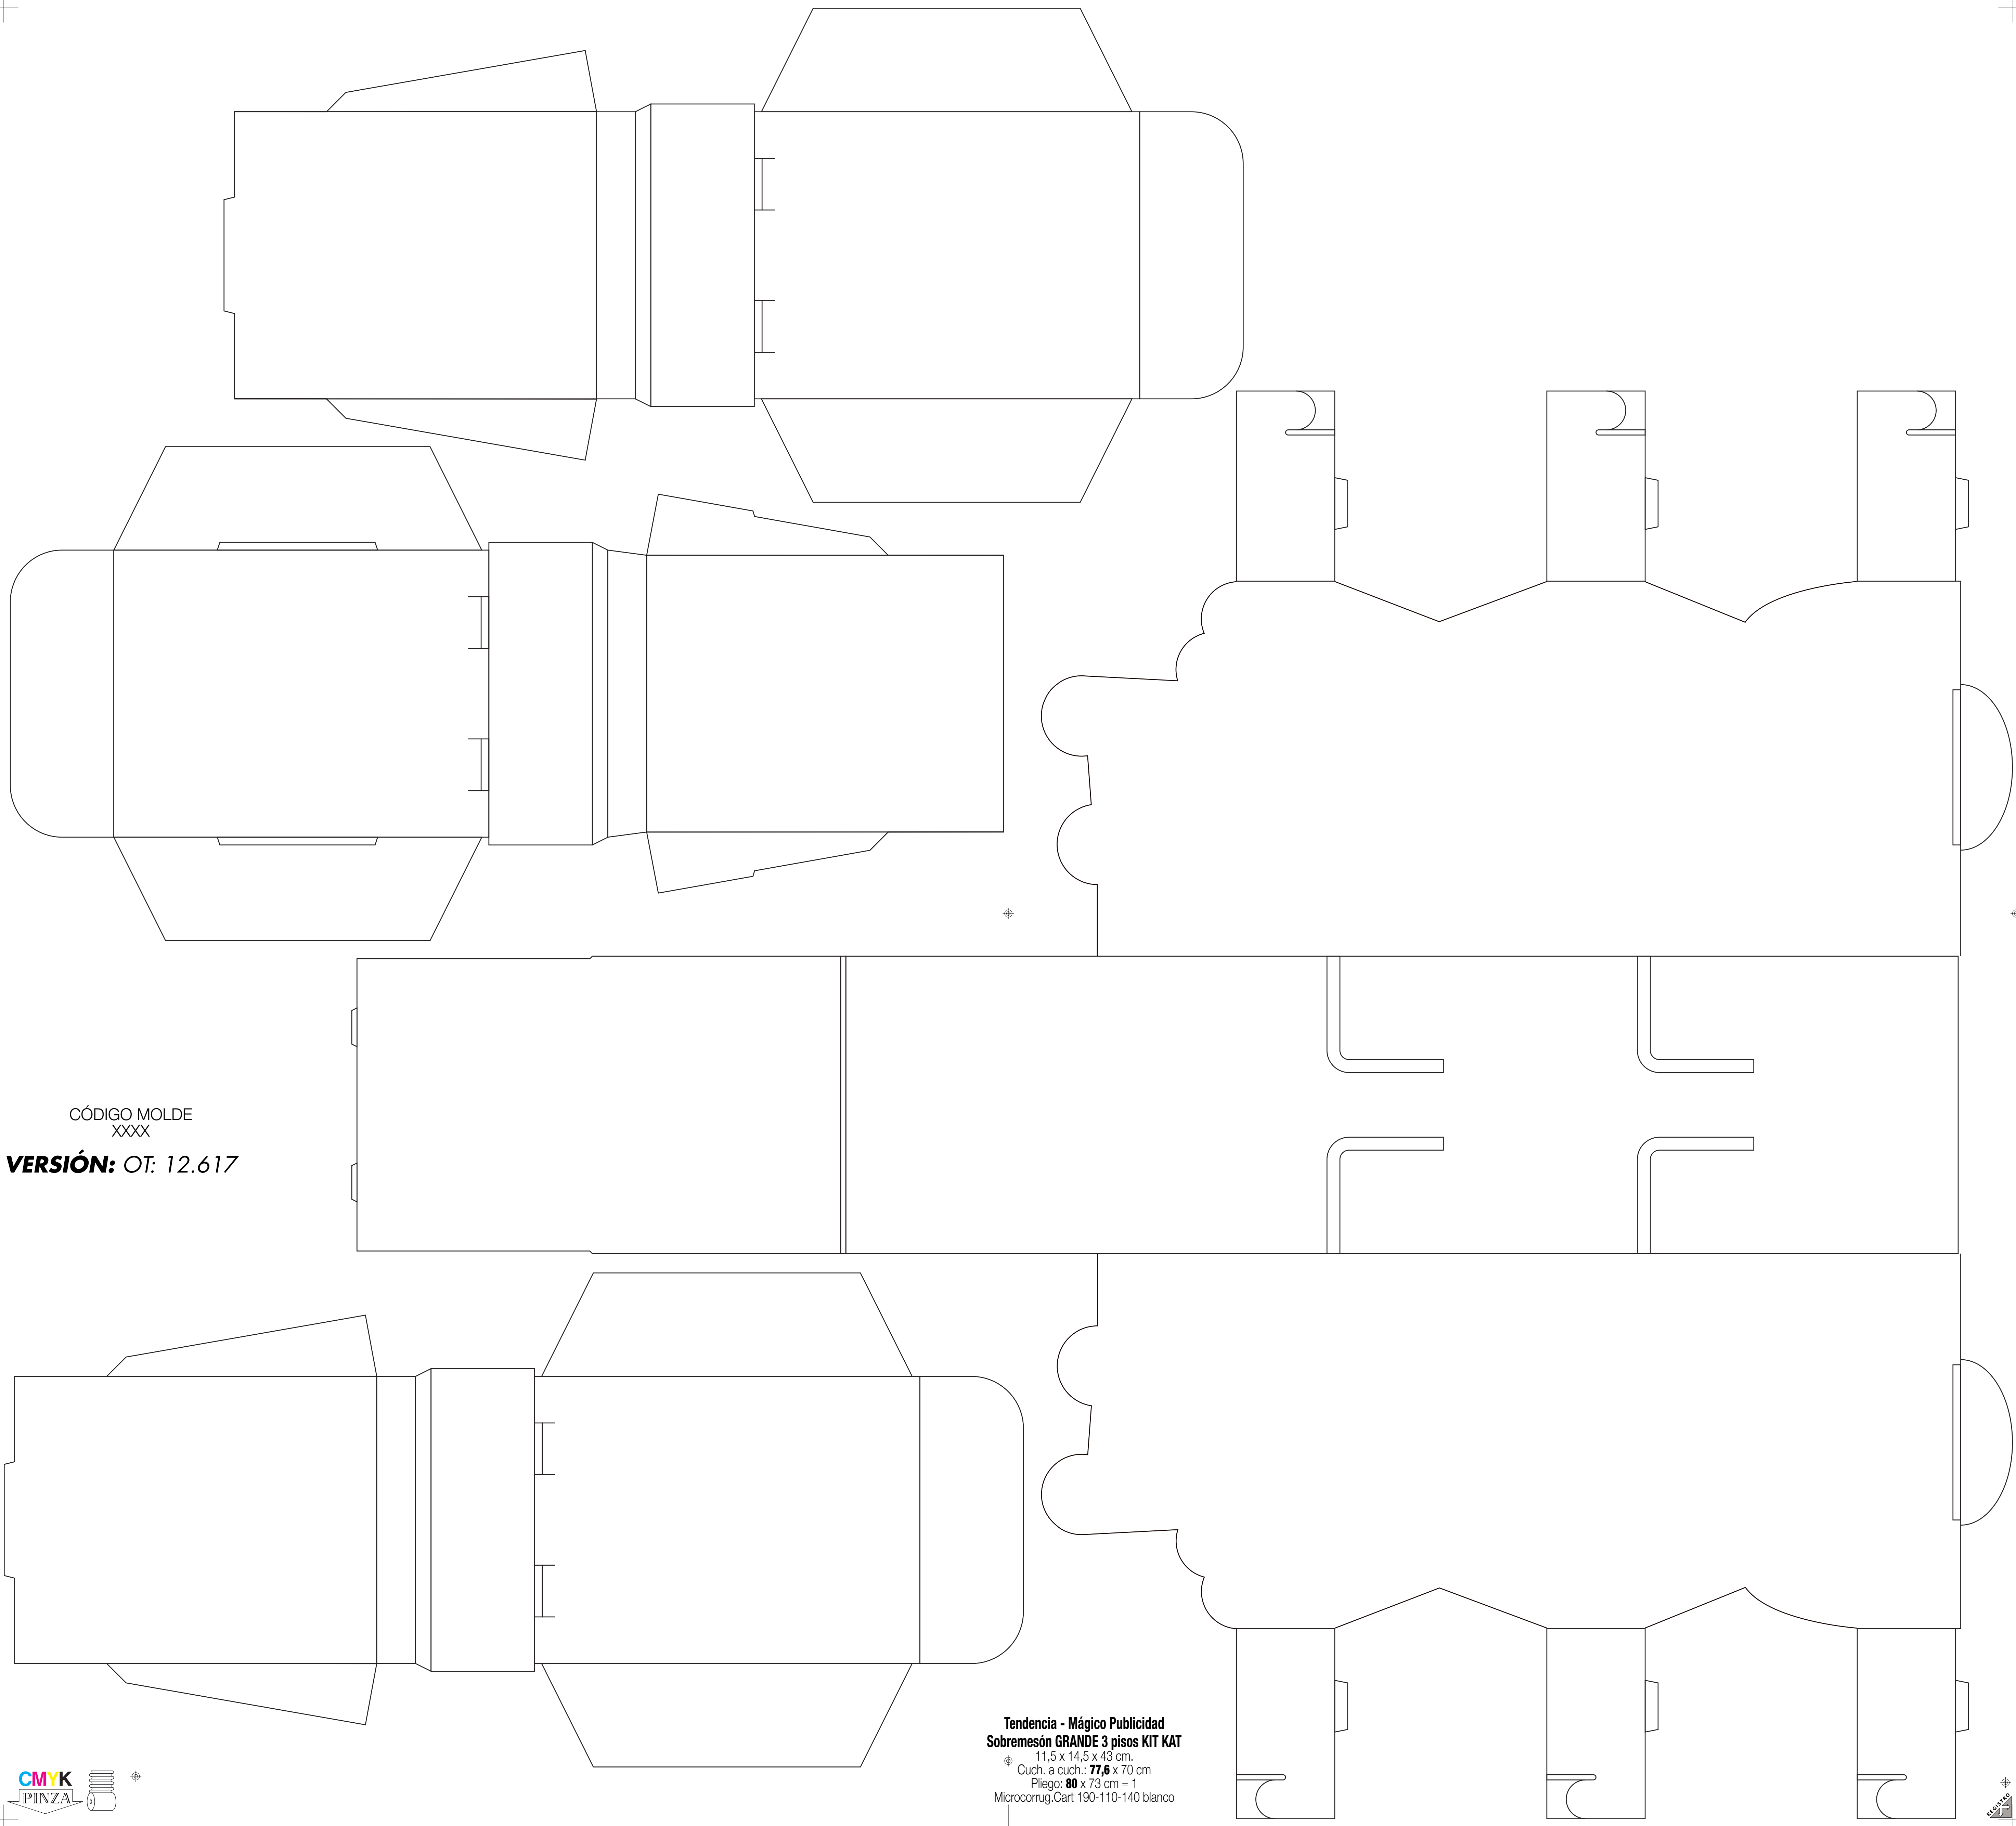 CÓDIGO MOLDE
XXXX
VERSIÓN: OT: 12.617
Tendencia - Mágico Publicidad
Sobremesón GRANDE 3 pisos KIT KAT
11,5 x 14,5 x 43 cm.
Cuch. a cuch.: 77,6 x 70 cm
Pliego: 80 x 73 cm = 1
Microcorrug.Cart 190-110-140 blanco
CMYK
PINZA
REGISTRO
F